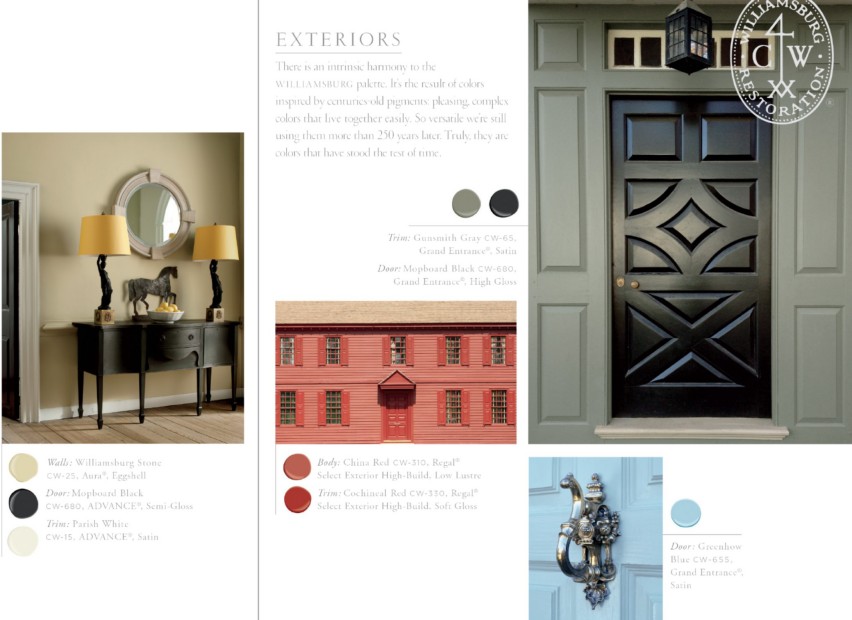 EXTERIORS
There is an intrinsic harmony to the
WILLIAMSBURG palette. It's the result of colors
inspired by centuries-old pigments: pleasing, complex
colors that live together easily. So versatile we're still
using them more than 250 years later. Truly, they are
colors that have stood the test of time.
Trim: Gunsmith Gray CW-65,
Grand Entrance®, Satin
Door: Mopboard Black CW-680,
Grand Entrance®, High Gloss
WILLIAMSBURG
CW
RESTORATION
Walls: Williamsburg Stone
CW-25, Aura®, Eggshell
Door: Mopboard Black
CW-680, ADVANCE®, Semi-Gloss
Trim: Parish White
CW-15, ADVANCE®, Satin
Body: China Red CW-310, Regal®
Select Exterior High-Build, Low Lustre
Trim: Cochineal Red CW-330, Regal®
Select Exterior High-Build, Soft Gloss
Door: Greenhow
Blue CW-655,
Grand Entrance®,
Satin